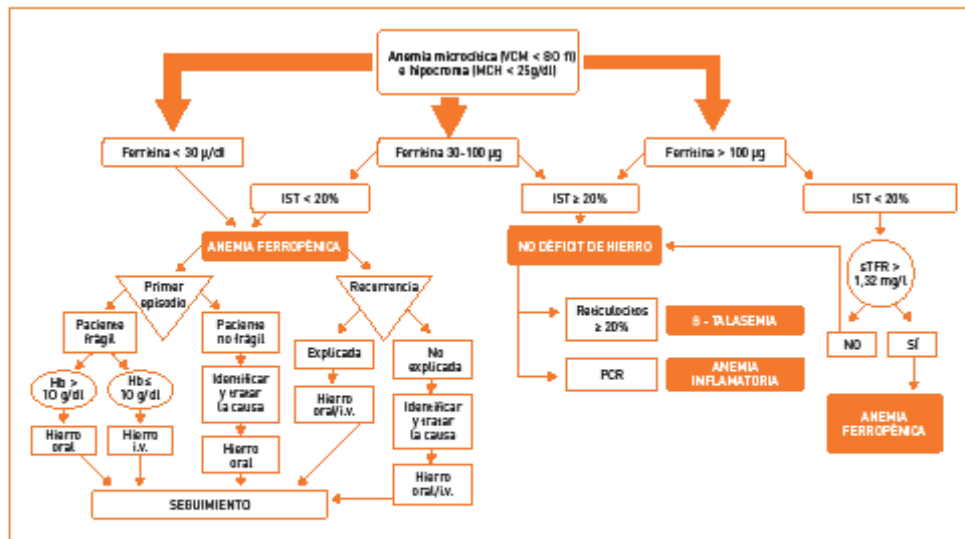 Anemia microcítica (VCM < 80 fl)
e hipocroma (MCH < 25g/dl)
Ferritina < 30 µ/dl
Ferritina 30-100 µg
Ferritina > 100 µg
IST < 20%
IST ≥ 20%
IST < 20%
ANEMIA FERROPÉNICA
NO DÉFICIT DE HIERRO
sTFR >
1,32 mg/l
Primer
episodio
Recurrencia
Paciente
frágil
Paciente
no frágil
Explicada
No
explicada
Reticulocitos
≥ 20%
ß - TALASEMIA
NO
SÍ
Hb >
10 g/dl
Hb ≤
10 g/dl
Identificar
y tratar
la causa
Hierro
oral/i.v.
Identificar
y tratar
la causa
PCR
ANEMIA
INFLAMATORIA
ANEMIA
FERROPÉNICA
Hierro
oral
Hierro
i.v.
Hierro
oral
Hierro
oral/i.v.
SEBUIMIENTO